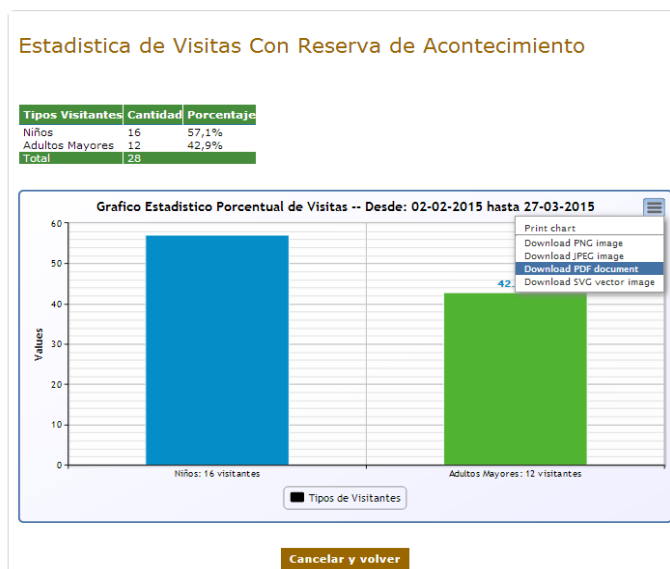 Estadistica de Visitas Con Reserva de Acontecimiento
Tipos Visitantes Cantidad Porcentaje
Niños 16 57,1%
Adultos Mayores 12 42,9%
Total 28
Grafico Estadistico Porcentual de Visitas -- Desde: 02-02-2015 hasta 27-03-2015
Print chart
Download PNG image
Download JPEG image
Download PDF document
Download SVG vector image
60
50
40
30
20
10
0
Values
42.
Niños: 16 visitantes
Adultos Mayores: 12 visitantes
Tipos de Visitantes
Cancelar y volver